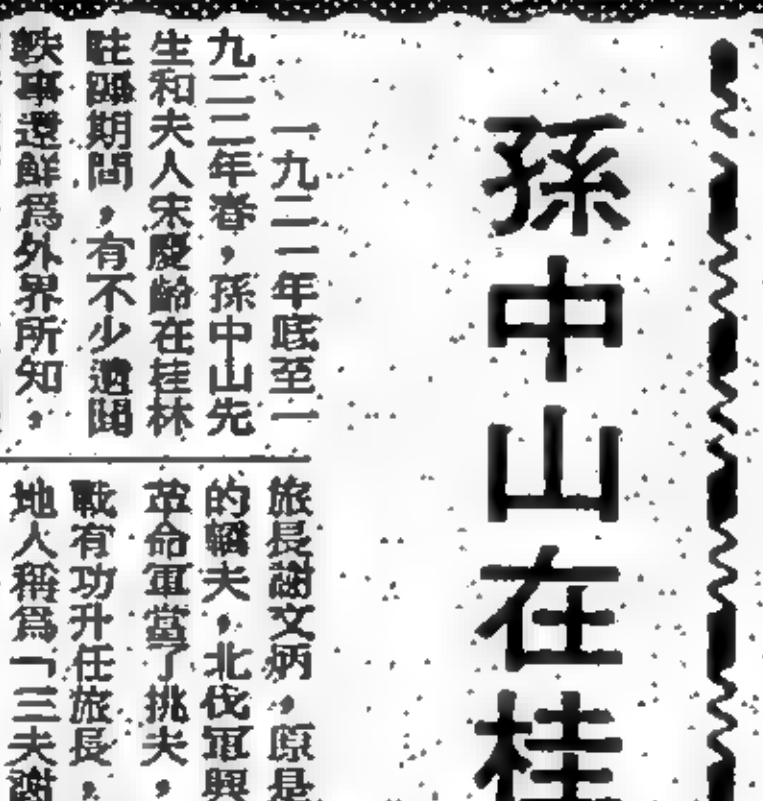 孫中山在桂
一九二一年底至一
九二二年春，孫中山先
生和夫人宋慶齡在桂林
駐蹕期間，有不少遺聞
軼事還鮮爲外界所知。
旅長謝文炳，原是
的轎夫，北伐軍興
革命軍當了挑夫，
戰有功升任旅長，
地人稱爲「三夫謝